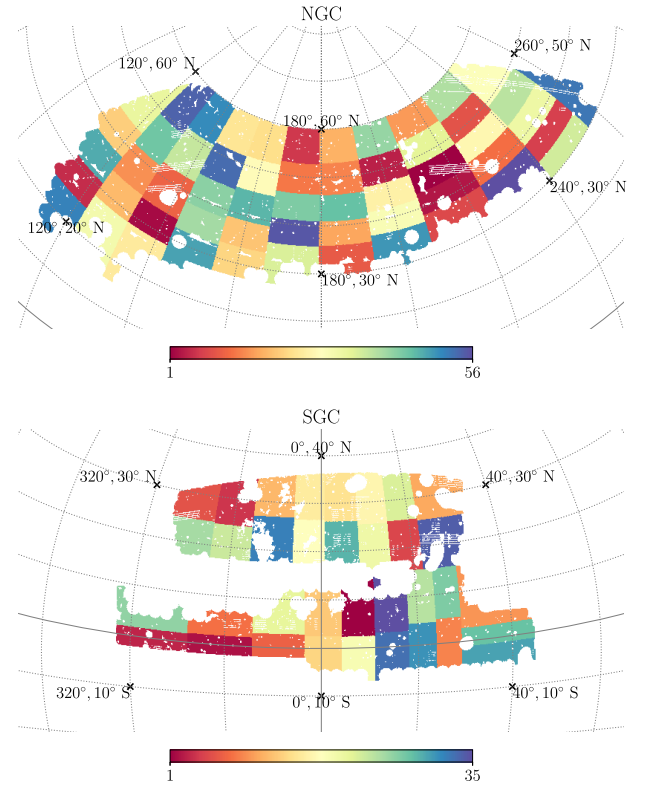 NGC
260°, 50° N
120°, 60° N
180°, 60° N
240°, 30° N
120°, 20° N
180°, 30° N
1 56
SGC
0°, 40° N
320°, 30° N 40°, 30° N
320°, 10° S 0°, 10° S 40°, 10° S
1 35